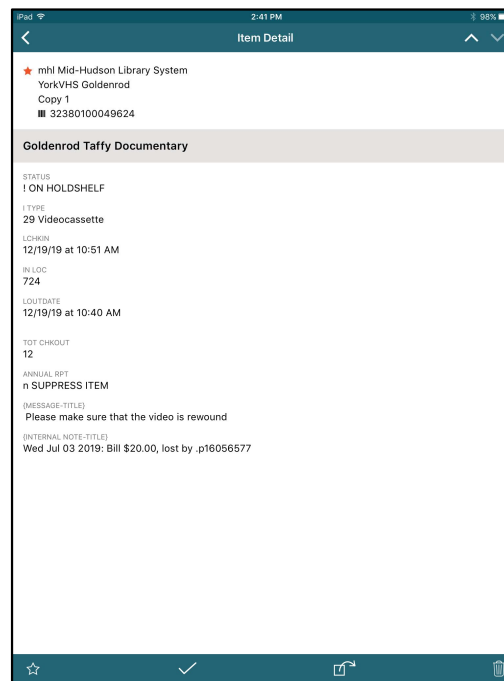 iPad 2:41 PM 98%
Item Detail
mhl Mid-Hudson Library System
YorkVHS Goldenrod
Copy 1
32380100049624
Goldenrod Taffy Documentary
STATUS
! ON HOLDSHELF
I TYPE
29 Videocassette
LCHKIN
12/19/19 at 10:51 AM
IN LOC
724
LOUTDATE
12/19/19 at 10:40 AM
TOT CHKOUT
12
ANNUAL RPT
n SUPPRESS ITEM
(MESSAGE-TITLE)
Please make sure that the video is rewound
(INTERNAL NOTE-TITLE)
Wed Jul 03 2019: Bill $20.00, lost by .p16056577